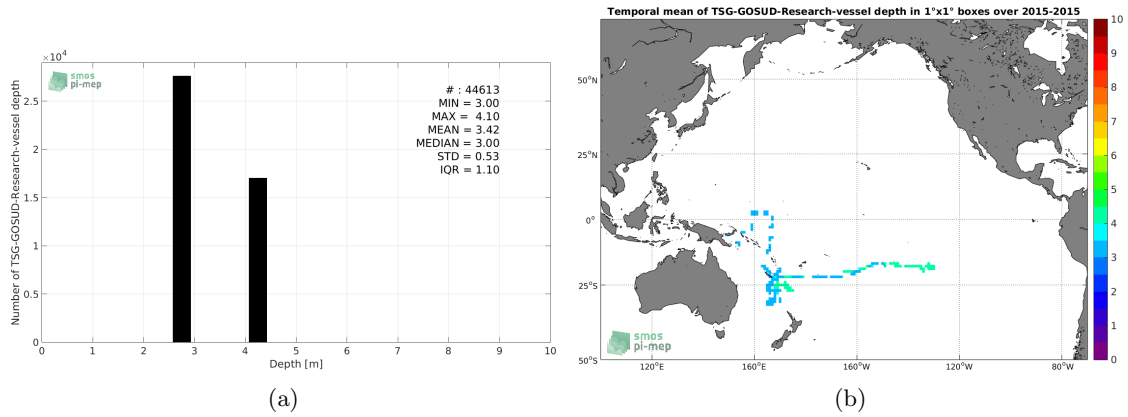 ×10⁴
2.5
2
1.5
1
0.5
0
Number of TSG-GOSUD-Research-vessel depth
smos
pi-mep
# : 44613
MIN = 3.00
MAX = 4.10
MEAN = 3.42
MEDIAN = 3.00
STD = 0.53
IQR = 1.10
0 1 2 3 4 5 6 7 8 9 10
Depth [m]
(a)
Temporal mean of TSG-GOSUD-Research-vessel depth in 1°x1° boxes over 2015-2015
50°N
25°N
0°
25°S
50°S
smos
pi-mep
120°E 160°E 160°W 120°W 80°W
10
9
8
7
6
5
4
3
2
1
0
(b)